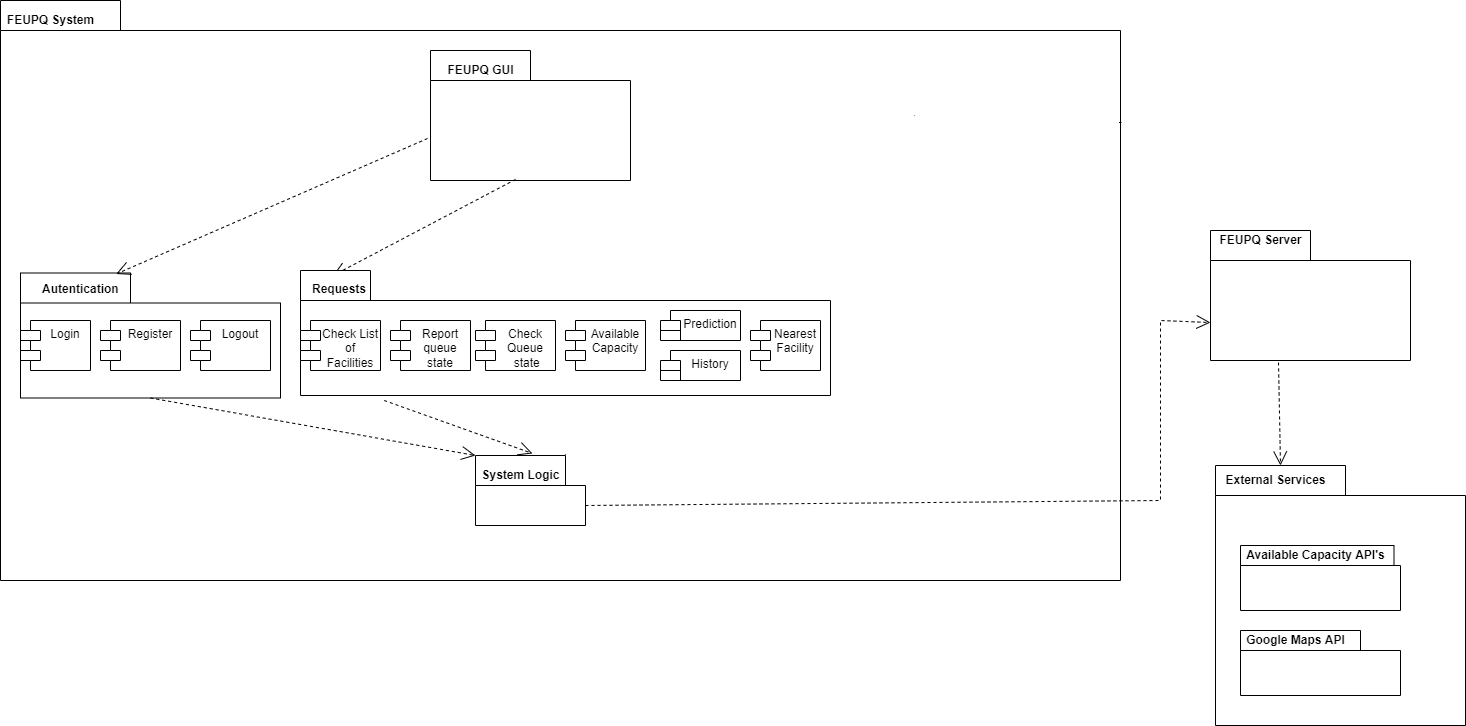 FEUPQ System
FEUPQ GUI
FEUPQ Server
Autentication
Requests
Login
Register
Logout
Check List
of
Facilities
Report
queue
state
Check
Queue
state
Available
Capacity
Prediction
History
Nearest
Facility
System Logic
External Services
Available Capacity API's
Google Maps API